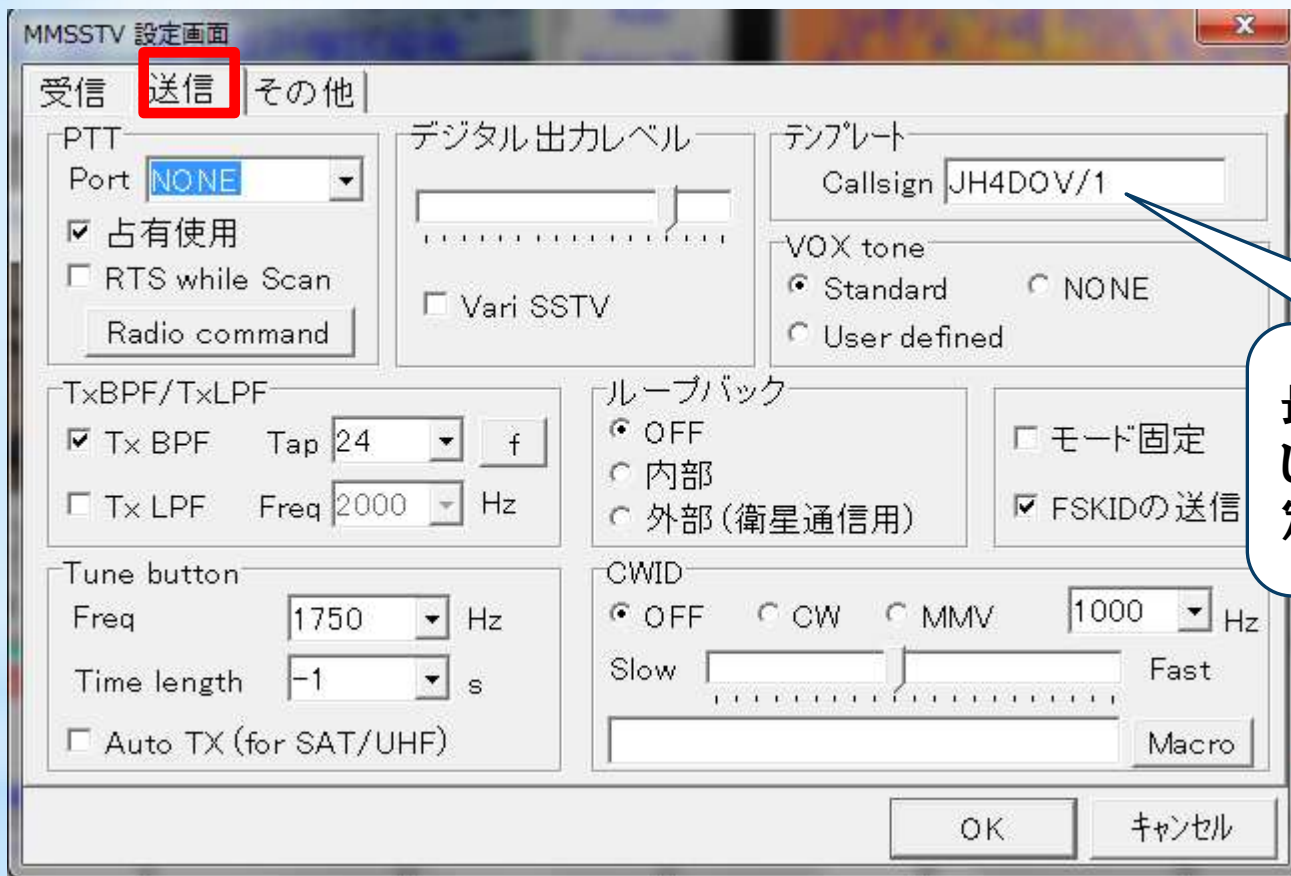 MMSSTV 設定画面
受信 送信 その他
PTT
Port NONE
占有使用
RTS while Scan
Radio command
デジタル出力レベル
Vari SSTV
テンプレート
Callsign JH4DOV/1
VOX tone
Standard NONE
User defined
TxBPF/TxLPF
Tx BPF Tap 24 f
Tx LPF Freq 2000 Hz
ループバック
OFF
内部
外部(衛星通信用)
モード固定
FSKIDの送信
Tune button
Freq 1750 Hz
Time length -1 s
Auto TX (for SAT/UHF)
CWID
OFF CW MMV 1000 Hz
Slow Fast
Macro
OK キャンセル